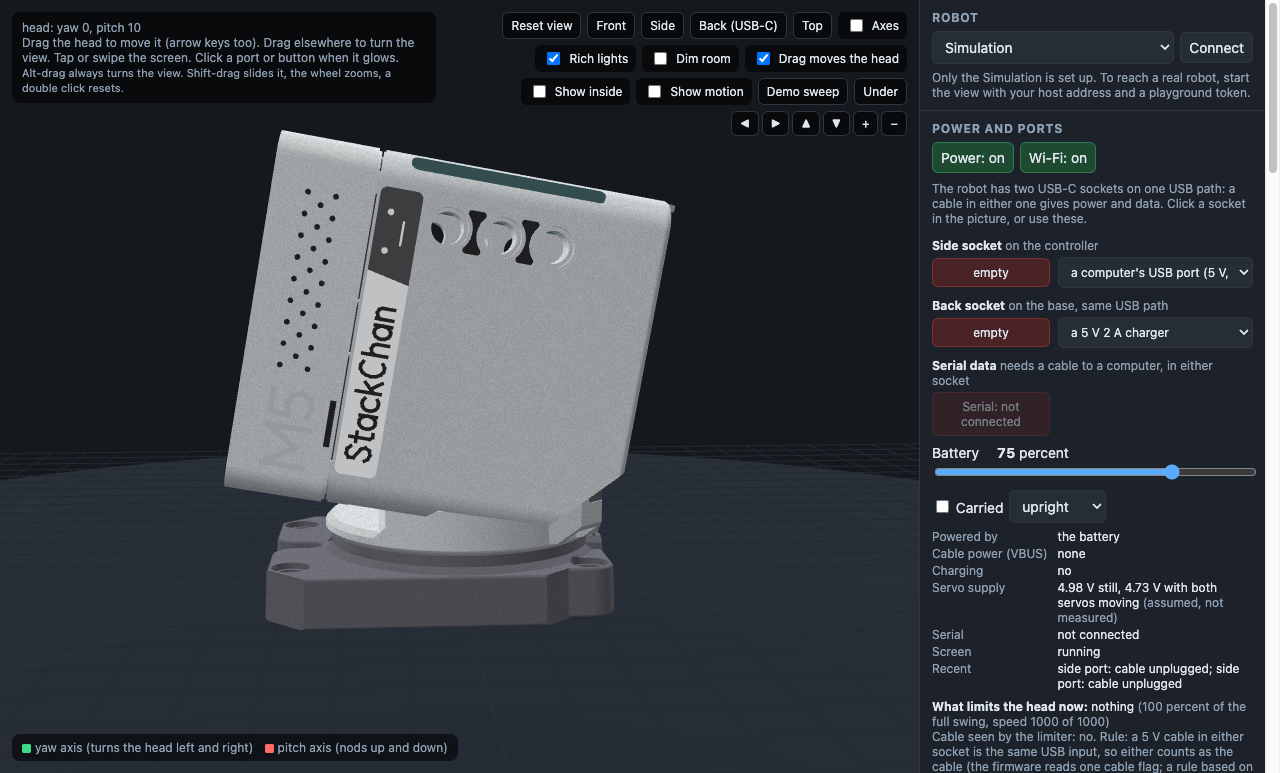 head: yaw 0, pitch 10
Drag the head to move it (arrow keys too). Drag elsewhere to turn the
view. Tap or swipe the screen. Click a port or button when it glows.
Alt-drag always turns the view. Shift-drag slides it, the wheel zooms, a
double click resets.
Reset view
Front
Side
Back (USB-C)
Top
Axes
Rich lights
Dim room
Drag moves the head
Show inside
Show motion
Demo sweep
Under
◄ ► ▲ ▼ + −
M5
StackChan
yaw axis (turns the head left and right)
pitch axis (nods up and down)
ROBOT
Simulation
Connect
Only the Simulation is set up. To reach a real robot, start
the view with your host address and a playground token.
POWER AND PORTS
Power: on
Wi-Fi: on
The robot has two USB-C sockets on one USB path: a
cable in either one gives power and data. Click a socket
in the picture, or use these.
Side socket on the controller
empty
a computer's USB port (5 V,
Back socket on the base, same USB path
empty
a 5 V 2 A charger
Serial data needs a cable to a computer, in either
socket
Serial: not
connected
Battery 75 percent
Carried
upright
Powered by the battery
Cable power (VBUS) none
Charging no
Servo supply 4.98 V still, 4.73 V with both
servos moving (assumed, not
measured)
Serial not connected
Screen running
Recent side port: cable unplugged; side
port: cable unplugged
What limits the head now: nothing (100 percent of the
full swing, speed 1000 of 1000)
Cable seen by the limiter: no. Rule: a 5 V cable in either
socket is the same USB input, so either counts as the
cable (the firmware reads one cable flag; a rule based on